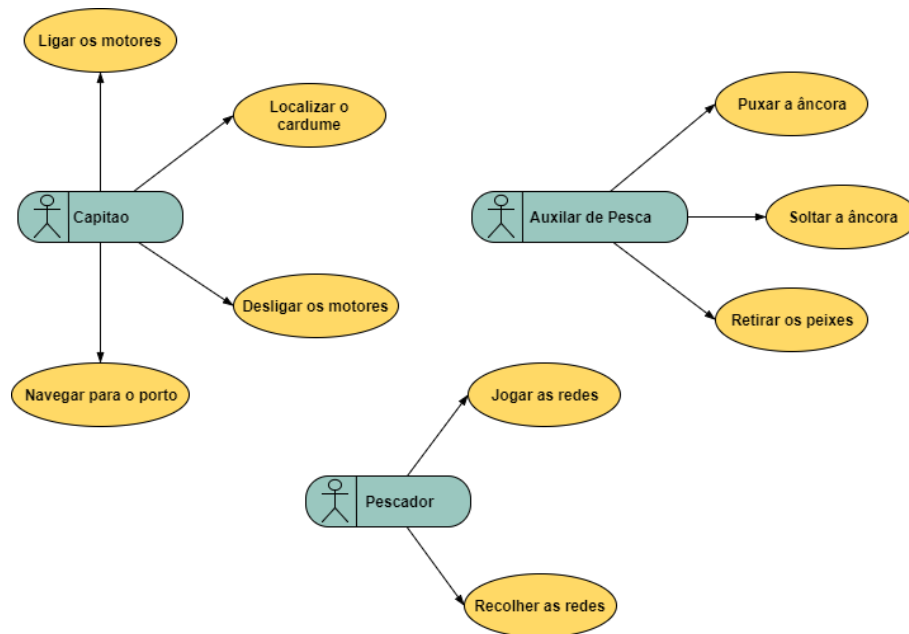 Ligar os motores
Localizar o
cardume
Capitao
Desligar os motores
Navegar para o porto
Puxar a âncora
Auxilar de Pesca
Soltar a âncora
Retirar os peixes
Jogar as redes
Pescador
Recolher as redes